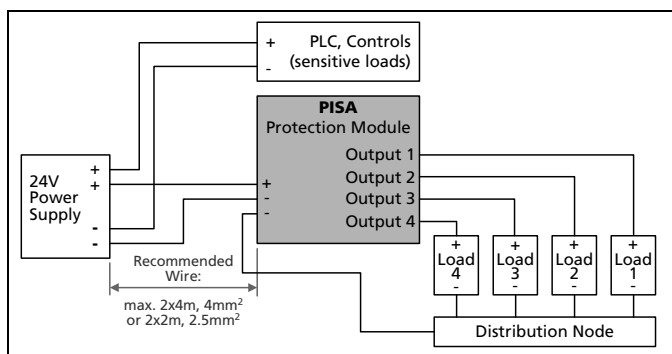 +
-
PLC, Controls
(sensitive loads)
PISA
Protection Module
Output 1
Output 2
Output 3
Output 4
+
-
-
24V
Power
Supply
+
+
-
-
Recommended
Wire:
max. 2x4m, 4mm²
or 2x2m, 2.5mm²
+
Load
4
-
+
Load
3
-
+
Load
2
-
+
Load
1
-
Distribution Node